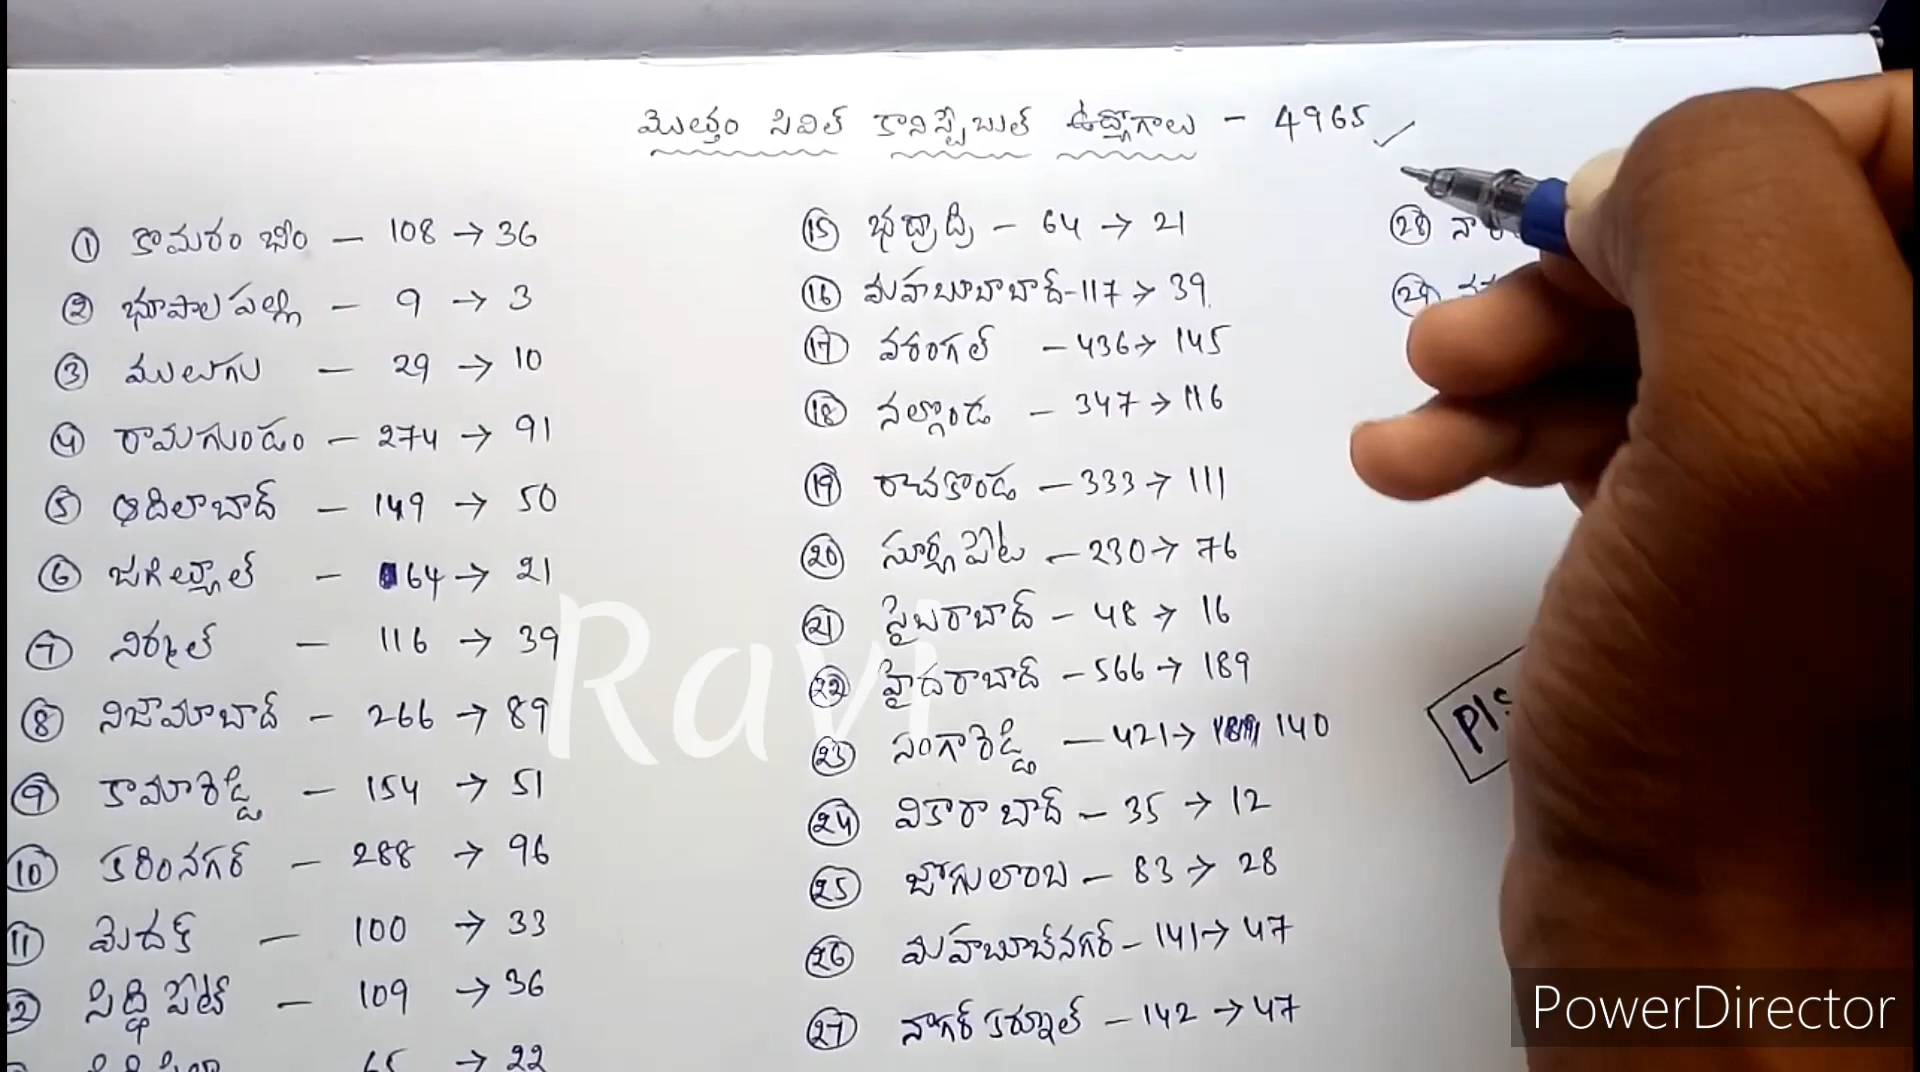 మొత్తం సివిల్ కానిస్టేబుల్ ఉద్యోగాలు - 4965
① కొమరం భీం - 108 → 36
② భూపాలపల్లి - 9 → 3
③ ములుగు - 29 → 10
④ రామగుండం - 274 → 91
⑤ ఆదిలాబాద్ - 149 → 50
⑥ జగిత్యాల్ - 64 → 21
⑦ నిర్మల్ - 116 → 39
⑧ నిజామాబాద్ - 266 → 89
⑨ కామారెడ్డి - 154 → 51
⑩ కరీంనగర్ - 288 → 96
⑪ మెదక్ - 100 → 33
సిద్ధిపేట్ - 109 → 36
65 → 22
⑮ భద్రాద్రి - 64 → 21
⑯ మహబూబాబాద్ - 117 → 39
⑰ వరంగల్ - 436 → 145
⑱ నల్గొండ - 347 → 116
⑲ రాచకొండ - 333 → 111
⑳ సూర్యాపేట - 230 → 76
㉑ సైబరాబాద్ - 48 → 16
㉒ హైదరాబాద్ - 566 → 189
㉓ సంగారెడ్డి - 421 → 140
㉔ వికారాబాద్ - 35 → 12
㉕ జోగులాంబ - 83 → 28
㉖ మహబూబ్‌నగర్ - 141 → 47
㉗ నాగర్ కర్నూల్ - 142 → 47
㉘ నా
㉙
PIS
Ravi
PowerDirector